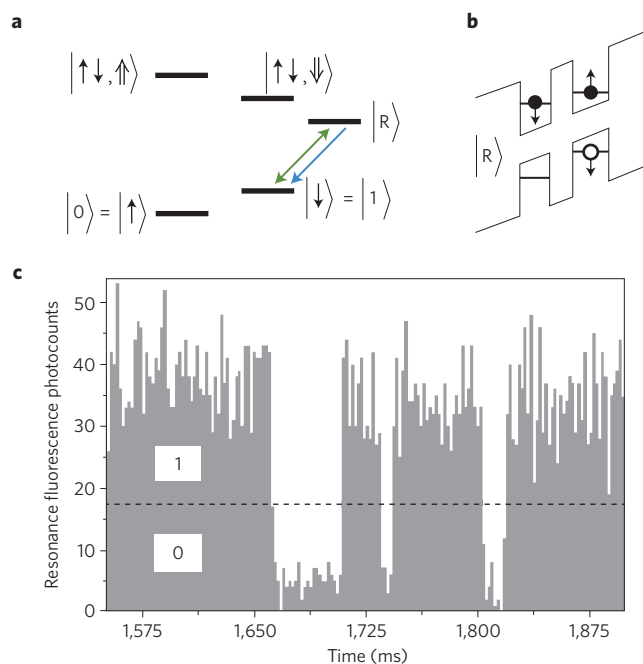 a
|↑↓,⇑⟩
|↑↓,⇓⟩
|R⟩
|0⟩ = |↑⟩
|↓⟩ = |1⟩
b
|R⟩
c
Resonance fluorescence photocounts
50
40
30
20
10
0
1
0
1,575 1,650 1,725 1,800 1,875
Time (ms)